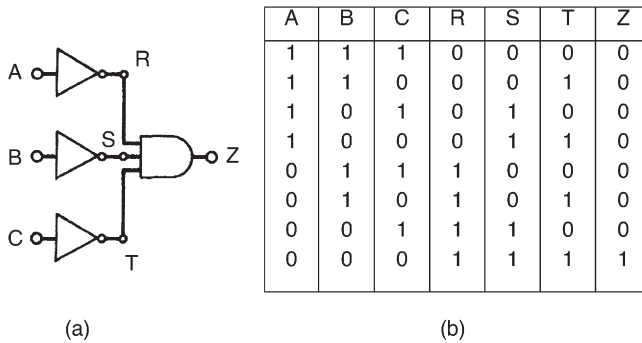 A
R
B
S
Z
C
T
(a)
A B C R S T Z
1 1 1 0 0 0 0
1 1 0 0 0 1 0
1 0 1 0 1 0 0
1 0 0 0 1 1 0
0 1 1 1 0 0 0
0 1 0 1 0 1 0
0 0 1 1 1 0 0
0 0 0 1 1 1 1
(b)